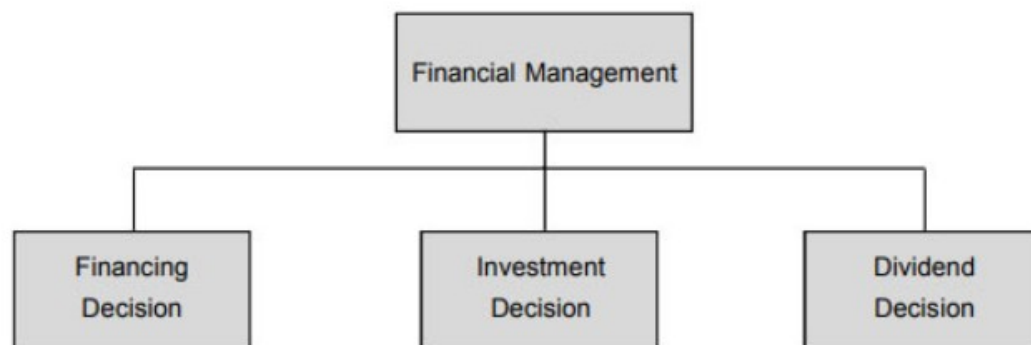 Financial Management
Financing
Decision
Investment
Decision
Dividend
Decision